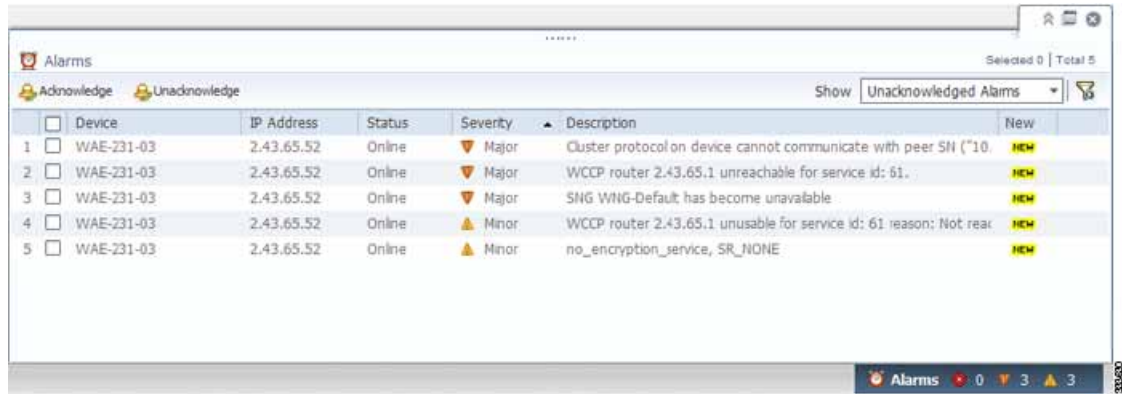 Alarms
Selected 0 | Total 5
Acknowledge Unacknowledge Show Unacknowledged Alarms
Device IP Address Status Severity Description New
1 WAE-231-03 2.43.65.52 Online Major Cluster protocol on device cannot communicate with peer SN ("10. NEW
2 WAE-231-03 2.43.65.52 Online Major WCCP router 2.43.65.1 unreachable for service id: 61. NEW
3 WAE-231-03 2.43.65.52 Online Major SNG WNG-Default has become unavailable NEW
4 WAE-231-03 2.43.65.52 Online Minor WCCP router 2.43.65.1 unusable for service id: 61 reason: Not reac NEW
5 WAE-231-03 2.43.65.52 Online Minor no_encryption_service, SR_NONE NEW
Alarms 0 3 3